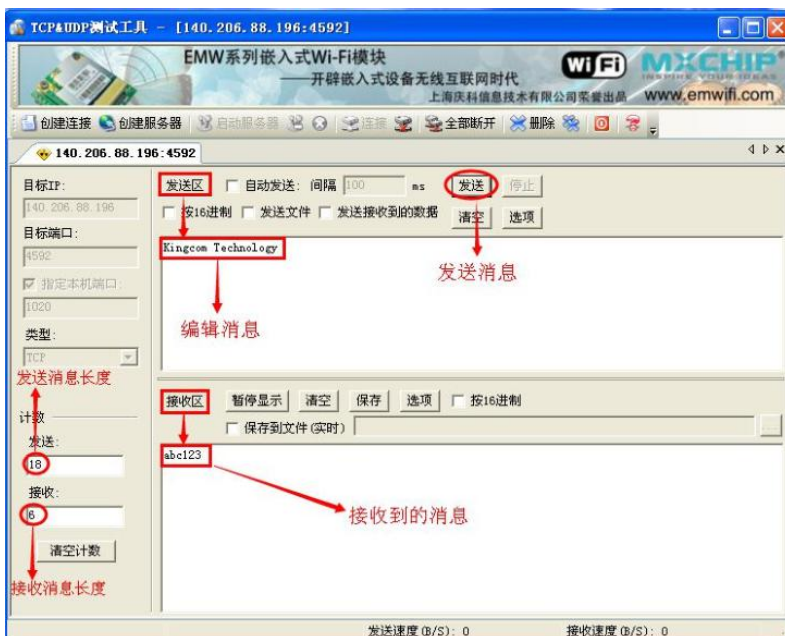 TCP&UDP测试工具 - [140.206.88.196:4592]
EMW系列嵌入式Wi-Fi模块
——开辟嵌入式设备无线互联网时代
上海庆科信息技术有限公司荣誉出品
WiFi
MXCHIP
INSPIRE YOUR IDEAS
www.emwifi.com
创建连接 创建服务器 启动服务器 连接 全部断开 删除
140.206.88.196:4592
目标IP:
140.206.88.196
目标端口:
4592
指定本机端口:
1020
类型:
TCP
发送消息长度
计数
发送:
18
接收:
6
清空计数
接收消息长度
发送区 自动发送: 间隔 100 ms 发送 停止
按16进制 发送文件 发送接收到的数据 清空 选项
Kingcom Technology
编辑消息
发送消息
接收区 暂停显示 清空 保存 选项 按16进制
保存到文件(实时)
abc123
接收到的消息
发送速度(B/S): 0 接收速度(B/S): 0